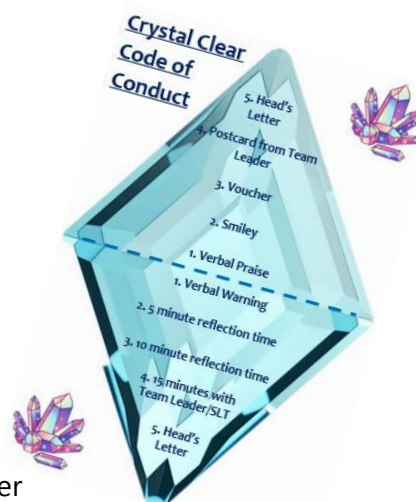 Crystal Clear
Code of
Conduct
5. Head's
Letter
4. Postcard from Team
Leader
3. Voucher
2. Smiley
1. Verbal Praise
1. Verbal Warning
2. 5 minute reflection time
3. 10 minute reflection time
4. 15 minutes with
Team Leader/SLT
5. Head's
Letter
er